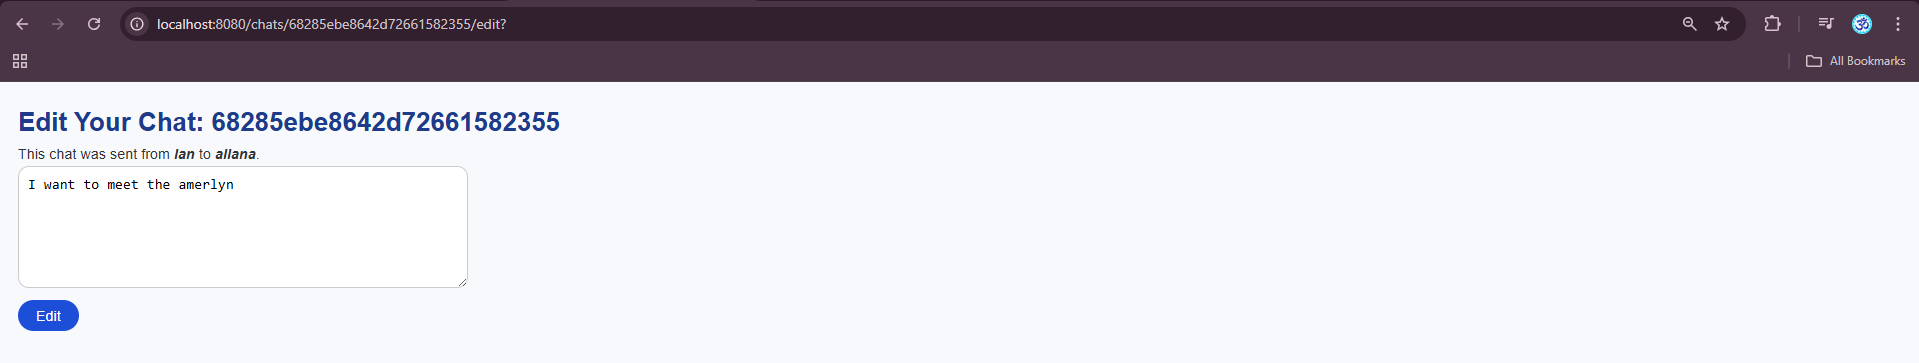 localhost:8080/chats/68285ebe8642d72661582355/edit?
All Bookmarks
Edit Your Chat: 68285ebe8642d72661582355
This chat was sent from Ian to allana.
I want to meet the amerlyn
Edit